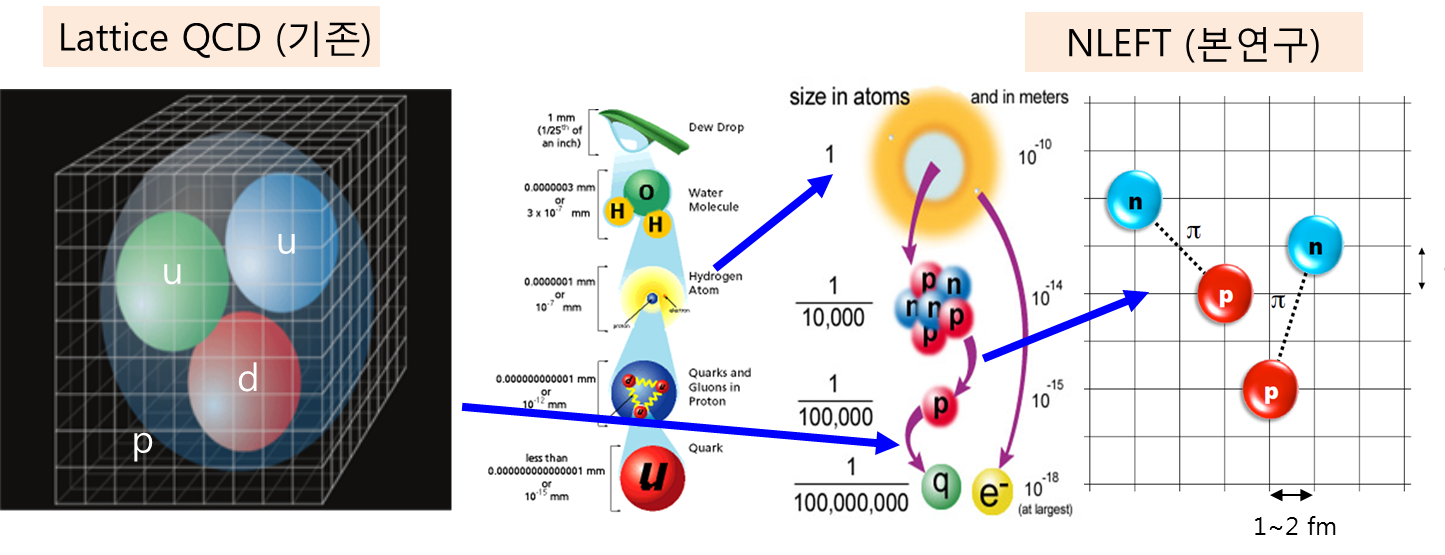 Lattice QCD (기존)
NLEFT (본연구)
u
u
d
p
1 mm
(1/25th of
an inch)
Dew Drop
0.0000003 mm
or
3 x 10-7 mm
O
H
H
Water
Molecule
0.0000001 mm
or
10-7 mm
Hydrogen
Atom
proton
electron
0.000000000001 mm
or
10-12 mm
d
u
u
Quarks and
Gluons in
Proton
less than
0.000000000000001 mm
or
10-15 mm
u
Quark
size in atoms
and in meters
1
10-10
1
10,000
p
n
n
n
p
p
10-14
1
100,000
p
10-15
1
100,000,000
q
e-
10-18
(at largest)
n
π
n
p
π
p
1~2 fm